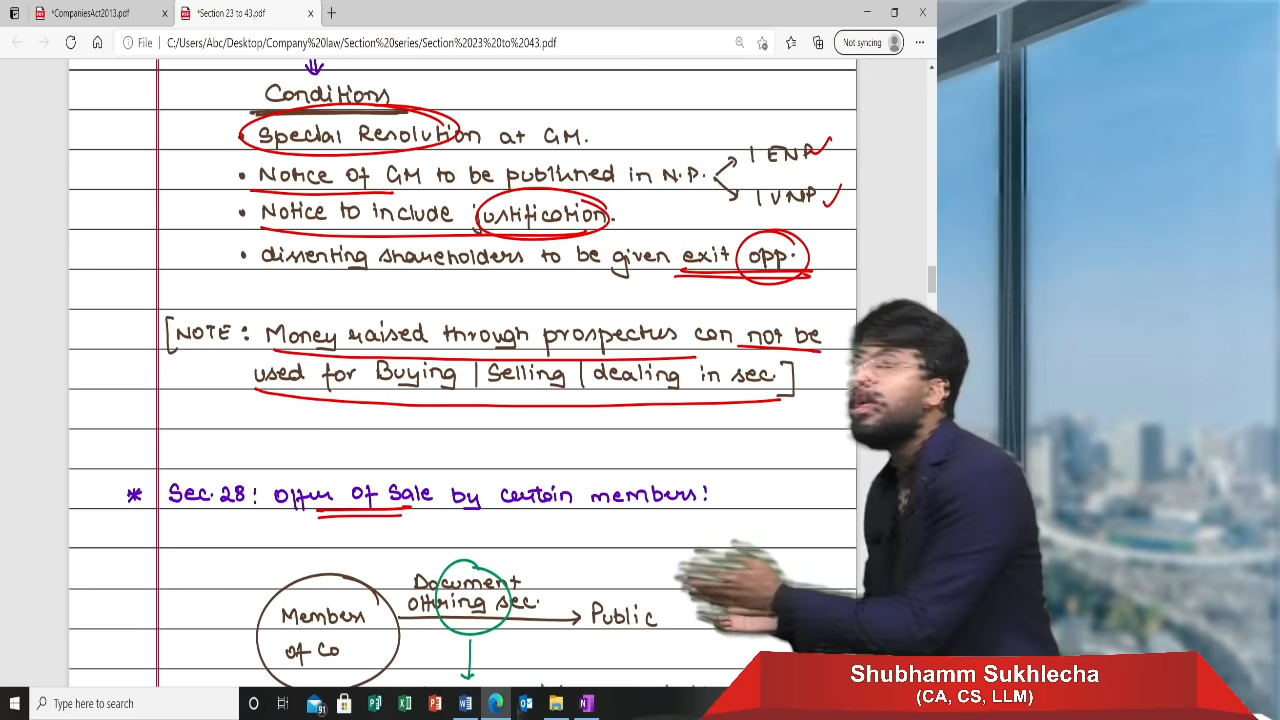 *CompaniesAct2013.pdf
*Section 23 to 43.pdf
File
C:/Users/Abc/Desktop/Company%20law/Section%20series/Section%2023%20to%2043.pdf
Not syncing
Conditions
• Special Resolution at GM.
1 ENP
• Notice of GM to be published in N.P.
1 VNP
• Notice to include justification.
• dissenting shareholders to be given exit opp.
[NOTE: Money raised through prospectus can not be
used for Buying | Selling | dealing in sec]
* Sec. 28: Offer of Sale by certain members!
Document
offering sec.
Members
of Co
Public
Shubhamm Sukhlecha
(CA, CS, LLM)
Type here to search
91